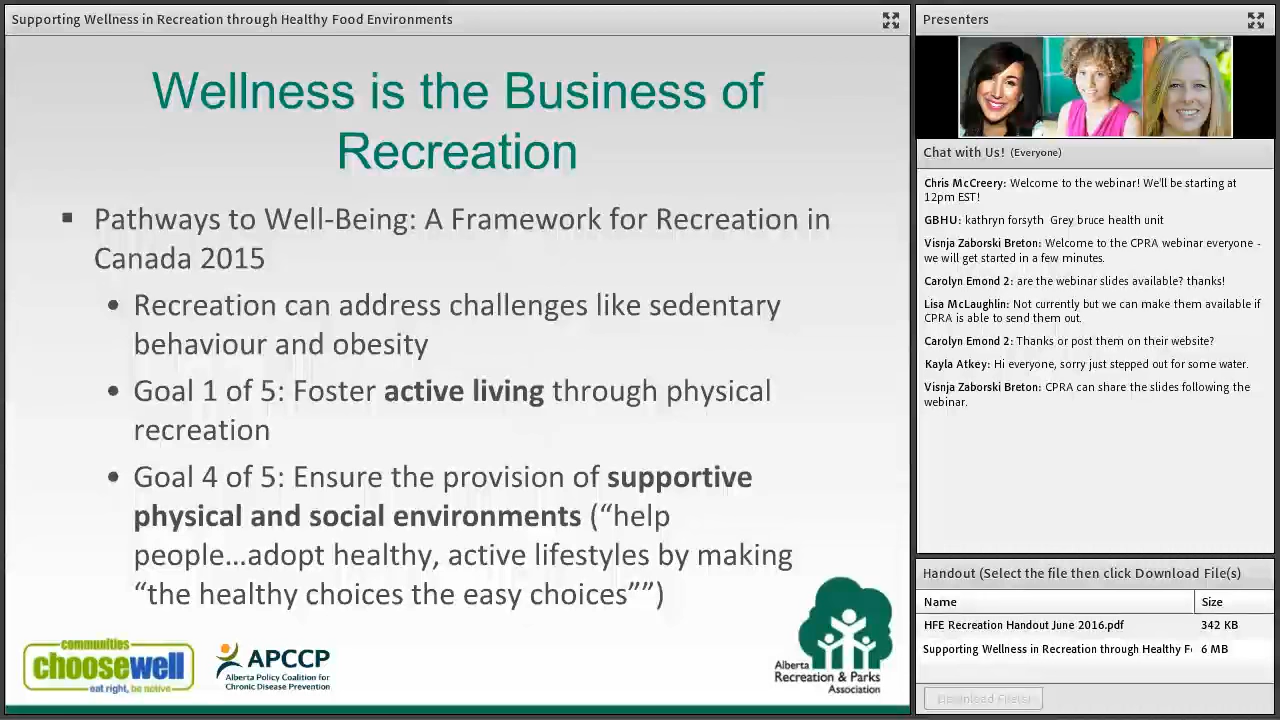 Supporting Wellness in Recreation through Healthy Food Environments
Wellness is the Business of
Recreation
▪ Pathways to Well-Being: A Framework for Recreation in
Canada 2015
• Recreation can address challenges like sedentary
behaviour and obesity
• Goal 1 of 5: Foster active living through physical
recreation
• Goal 4 of 5: Ensure the provision of supportive
physical and social environments (“help
people…adopt healthy, active lifestyles by making
“the healthy choices the easy choices””)
communities
choosewell
eat right, be active
APCCP
Alberta Policy Coalition for
Chronic Disease Prevention
Alberta
Recreation & Parks
Association
Presenters
Chat with Us! (Everyone)
Chris McCreery: Welcome to the webinar! We'll be starting at
12pm EST!
GBHU: kathryn forsyth Grey bruce health unit
Visnja Zaborski Breton: Welcome to the CPRA webinar everyone -
we will get started in a few minutes.
Carolyn Emond 2: are the webinar slides available? thanks!
Lisa McLaughlin: Not currently but we can make them available if
CPRA is able to send them out.
Carolyn Emond 2: Thanks or post them on their website?
Kayla Atkey: Hi everyone, sorry just stepped out for some water.
Visnja Zaborski Breton: CPRA can share the slides following the
webinar.
Handout (Select the file then click Download File(s)
Name Size
HFE Recreation Handout June 2016.pdf 342 KB
Supporting Wellness in Recreation through Healthy F 6 MB
Download File(s)